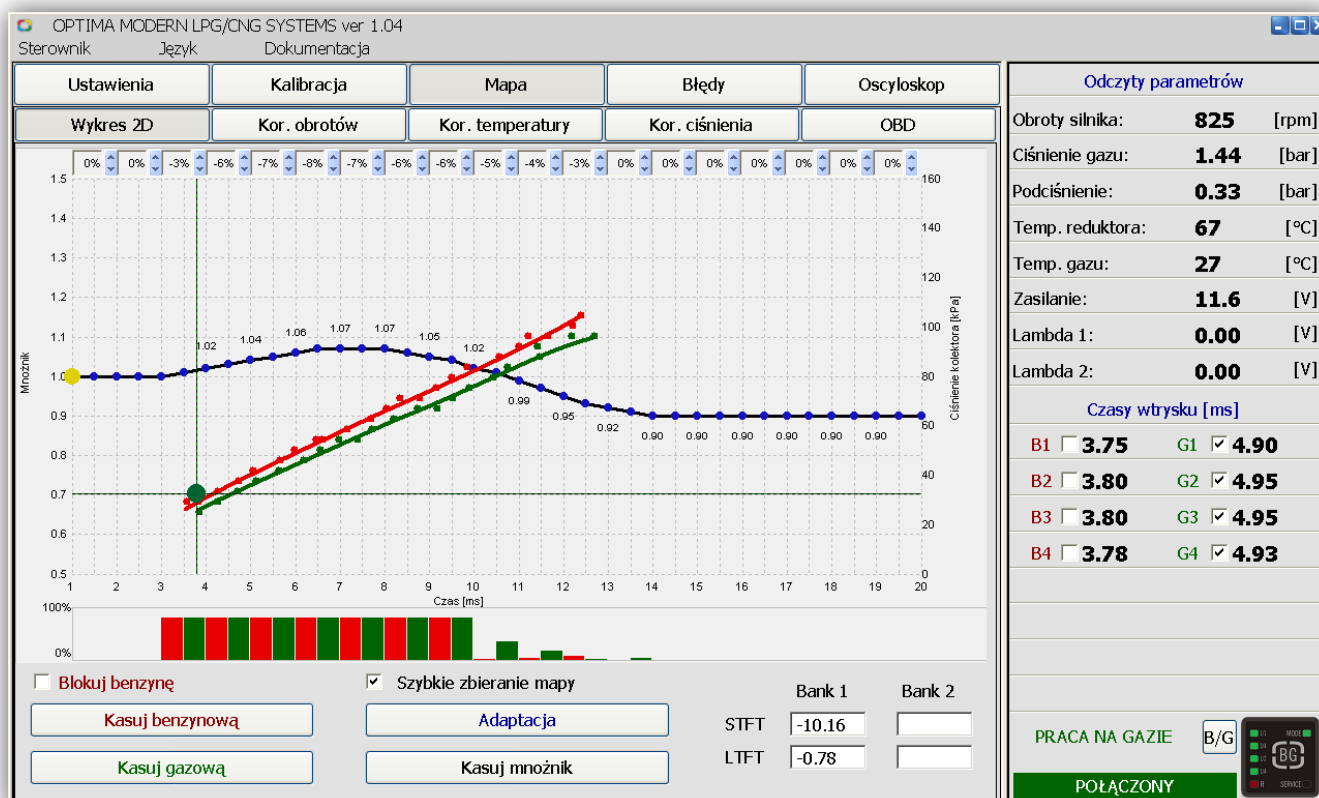 OPTIMA MODERN LPG/CNG SYSTEMS ver 1.04
Sterownik Język Dokumentacja
Ustawienia Kalibracja Mapa Błędy Oscyloskop
Wykres 2D Kor. obrotów Kor. temperatury Kor. ciśnienia OBD
0% 0% -3% -6% -7% -8% -7% -6% -6% -5% -4% -3% 0% 0% 0% 0% 0% 0% 0%
1.5 160
1.4 140
1.3 120
1.2
1.1 100
1.0 80
0.9 60
0.8
0.7 40
0.6 20
0.5 0
Mnożnik
Ciśnienie kolektora [kPa]
1.02 1.04 1.06 1.07 1.07 1.05 1.02 0.99 0.95 0.92 0.90 0.90 0.90 0.90 0.90 0.90
1 2 3 4 5 6 7 8 9 10 11 12 13 14 15 16 17 18 19 20
Czas [ms]
100%
0%
Blokuj benzynę Szybkie zbieranie mapy
Kasuj benzynową Adaptacja
Kasuj gazową Kasuj mnożnik
Bank 1 Bank 2
STFT -10.16
LTFT -0.78
Odczyty parametrów
Obroty silnika: 825 [rpm]
Ciśnienie gazu: 1.44 [bar]
Podciśnienie: 0.33 [bar]
Temp. reduktora: 67 [°C]
Temp. gazu: 27 [°C]
Zasilanie: 11.6 [V]
Lambda 1: 0.00 [V]
Lambda 2: 0.00 [V]
Czasy wtrysku [ms]
B1 3.75 G1 4.90
B2 3.80 G2 4.95
B3 3.80 G3 4.95
B4 3.78 G4 4.93
PRACA NA GAZIE B/G
POŁĄCZONY
MODE
BG
R SERVICE